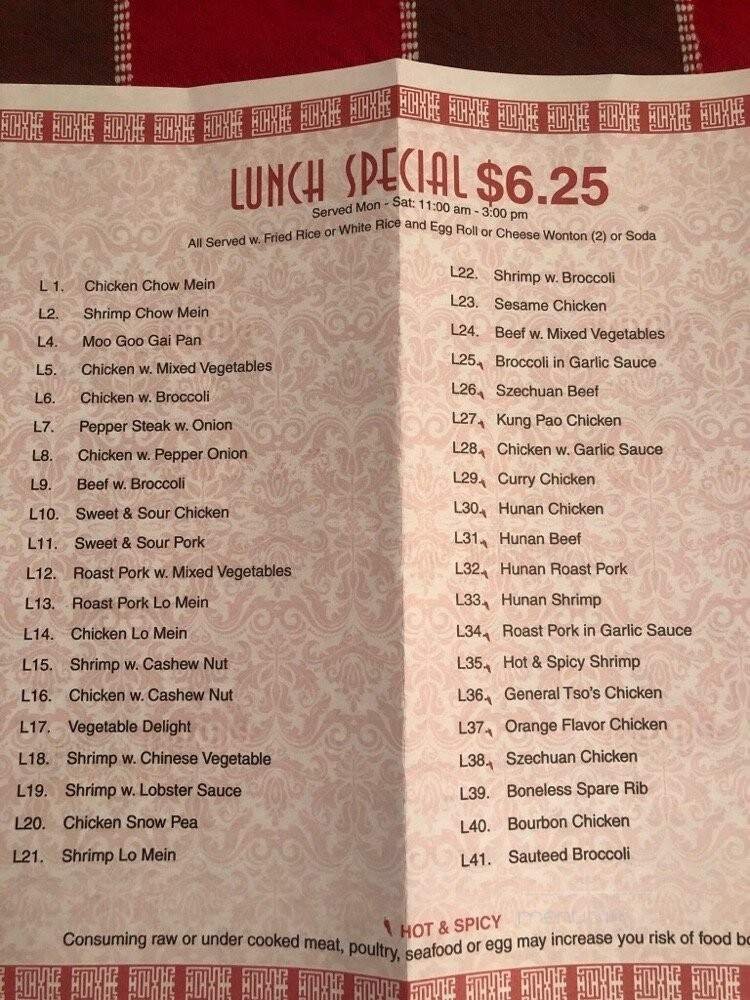 LUNCH SPECIAL $6.25
Served Mon - Sat: 11:00 am - 3:00 pm
All Served w. Fried Rice or White Rice and Egg Roll or Cheese Wonton (2) or Soda
L 1. Chicken Chow Mein
L2. Shrimp Chow Mein
L4. Moo Goo Gai Pan
L5. Chicken w. Mixed Vegetables
L6. Chicken w. Broccoli
L7. Pepper Steak w. Onion
L8. Chicken w. Pepper Onion
L9. Beef w. Broccoli
L10. Sweet & Sour Chicken
L11. Sweet & Sour Pork
L12. Roast Pork w. Mixed Vegetables
L13. Roast Pork Lo Mein
L14. Chicken Lo Mein
L15. Shrimp w. Cashew Nut
L16. Chicken w. Cashew Nut
L17. Vegetable Delight
L18. Shrimp w. Chinese Vegetable
L19. Shrimp w. Lobster Sauce
L20. Chicken Snow Pea
L21. Shrimp Lo Mein
L22. Shrimp w. Broccoli
L23. Sesame Chicken
L24. Beef w. Mixed Vegetables
L25 Broccoli in Garlic Sauce
L26 Szechuan Beef
L27 Kung Pao Chicken
L28 Chicken w. Garlic Sauce
L29 Curry Chicken
L30 Hunan Chicken
L31 Hunan Beef
L32 Hunan Roast Pork
L33 Hunan Shrimp
L34 Roast Pork in Garlic Sauce
L35 Hot & Spicy Shrimp
L36 General Tso's Chicken
L37 Orange Flavor Chicken
L38 Szechuan Chicken
L39. Boneless Spare Rib
L40. Bourbon Chicken
L41. Sauteed Broccoli
HOT & SPICY
Consuming raw or under cooked meat, poultry, seafood or egg may increase you risk of food bo